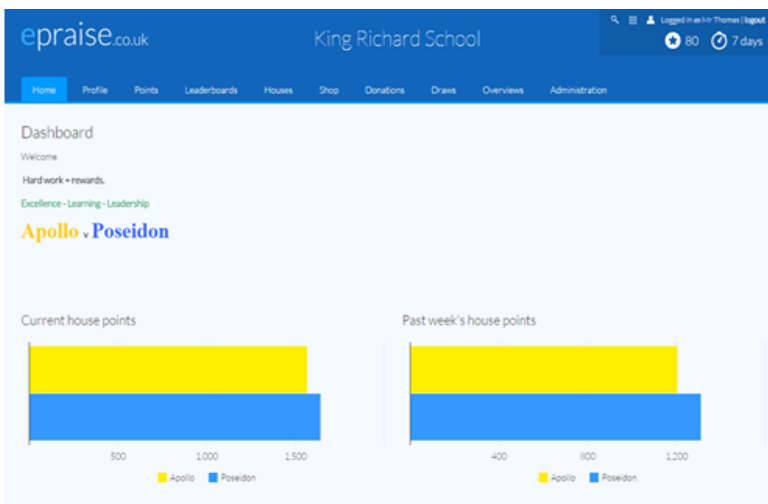 epraise.co.uk
King Richard School
Logged in as Mr Thomas | logout
80 7 days
Home Profile Points Leaderboards Houses Shop Donations Draws Overviews Administration
Dashboard
Welcome
Hard work = rewards.
Excellence - Learning - Leadership
Apollo v Poseidon
Current house points
500 1,000 1,500
Apollo Poseidon
Past week's house points
400 800 1,200
Apollo Poseidon